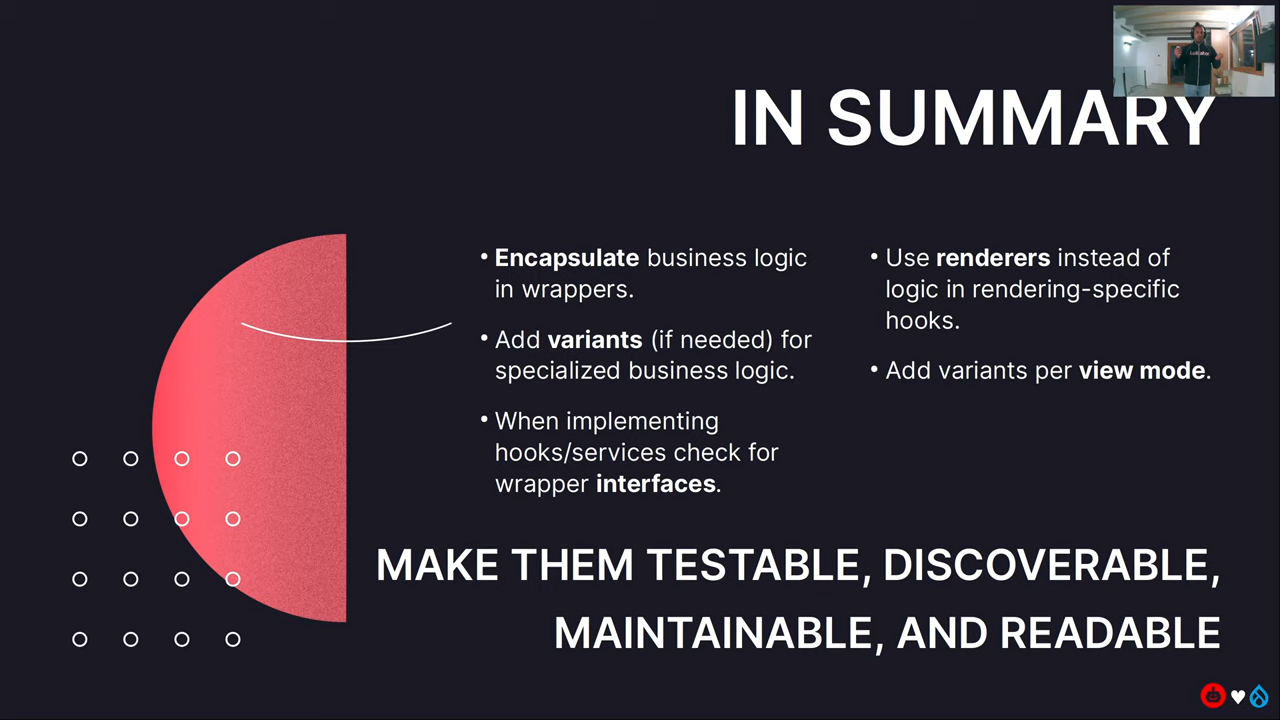 IN SUMMARY
• Encapsulate business logic
in wrappers.
• Add variants (if needed) for
specialized business logic.
• When implementing
hooks/services check for
wrapper interfaces.
• Use renderers instead of
logic in rendering-specific
hooks.
• Add variants per view mode.
MAKE THEM TESTABLE, DISCOVERABLE,
MAINTAINABLE, AND READABLE